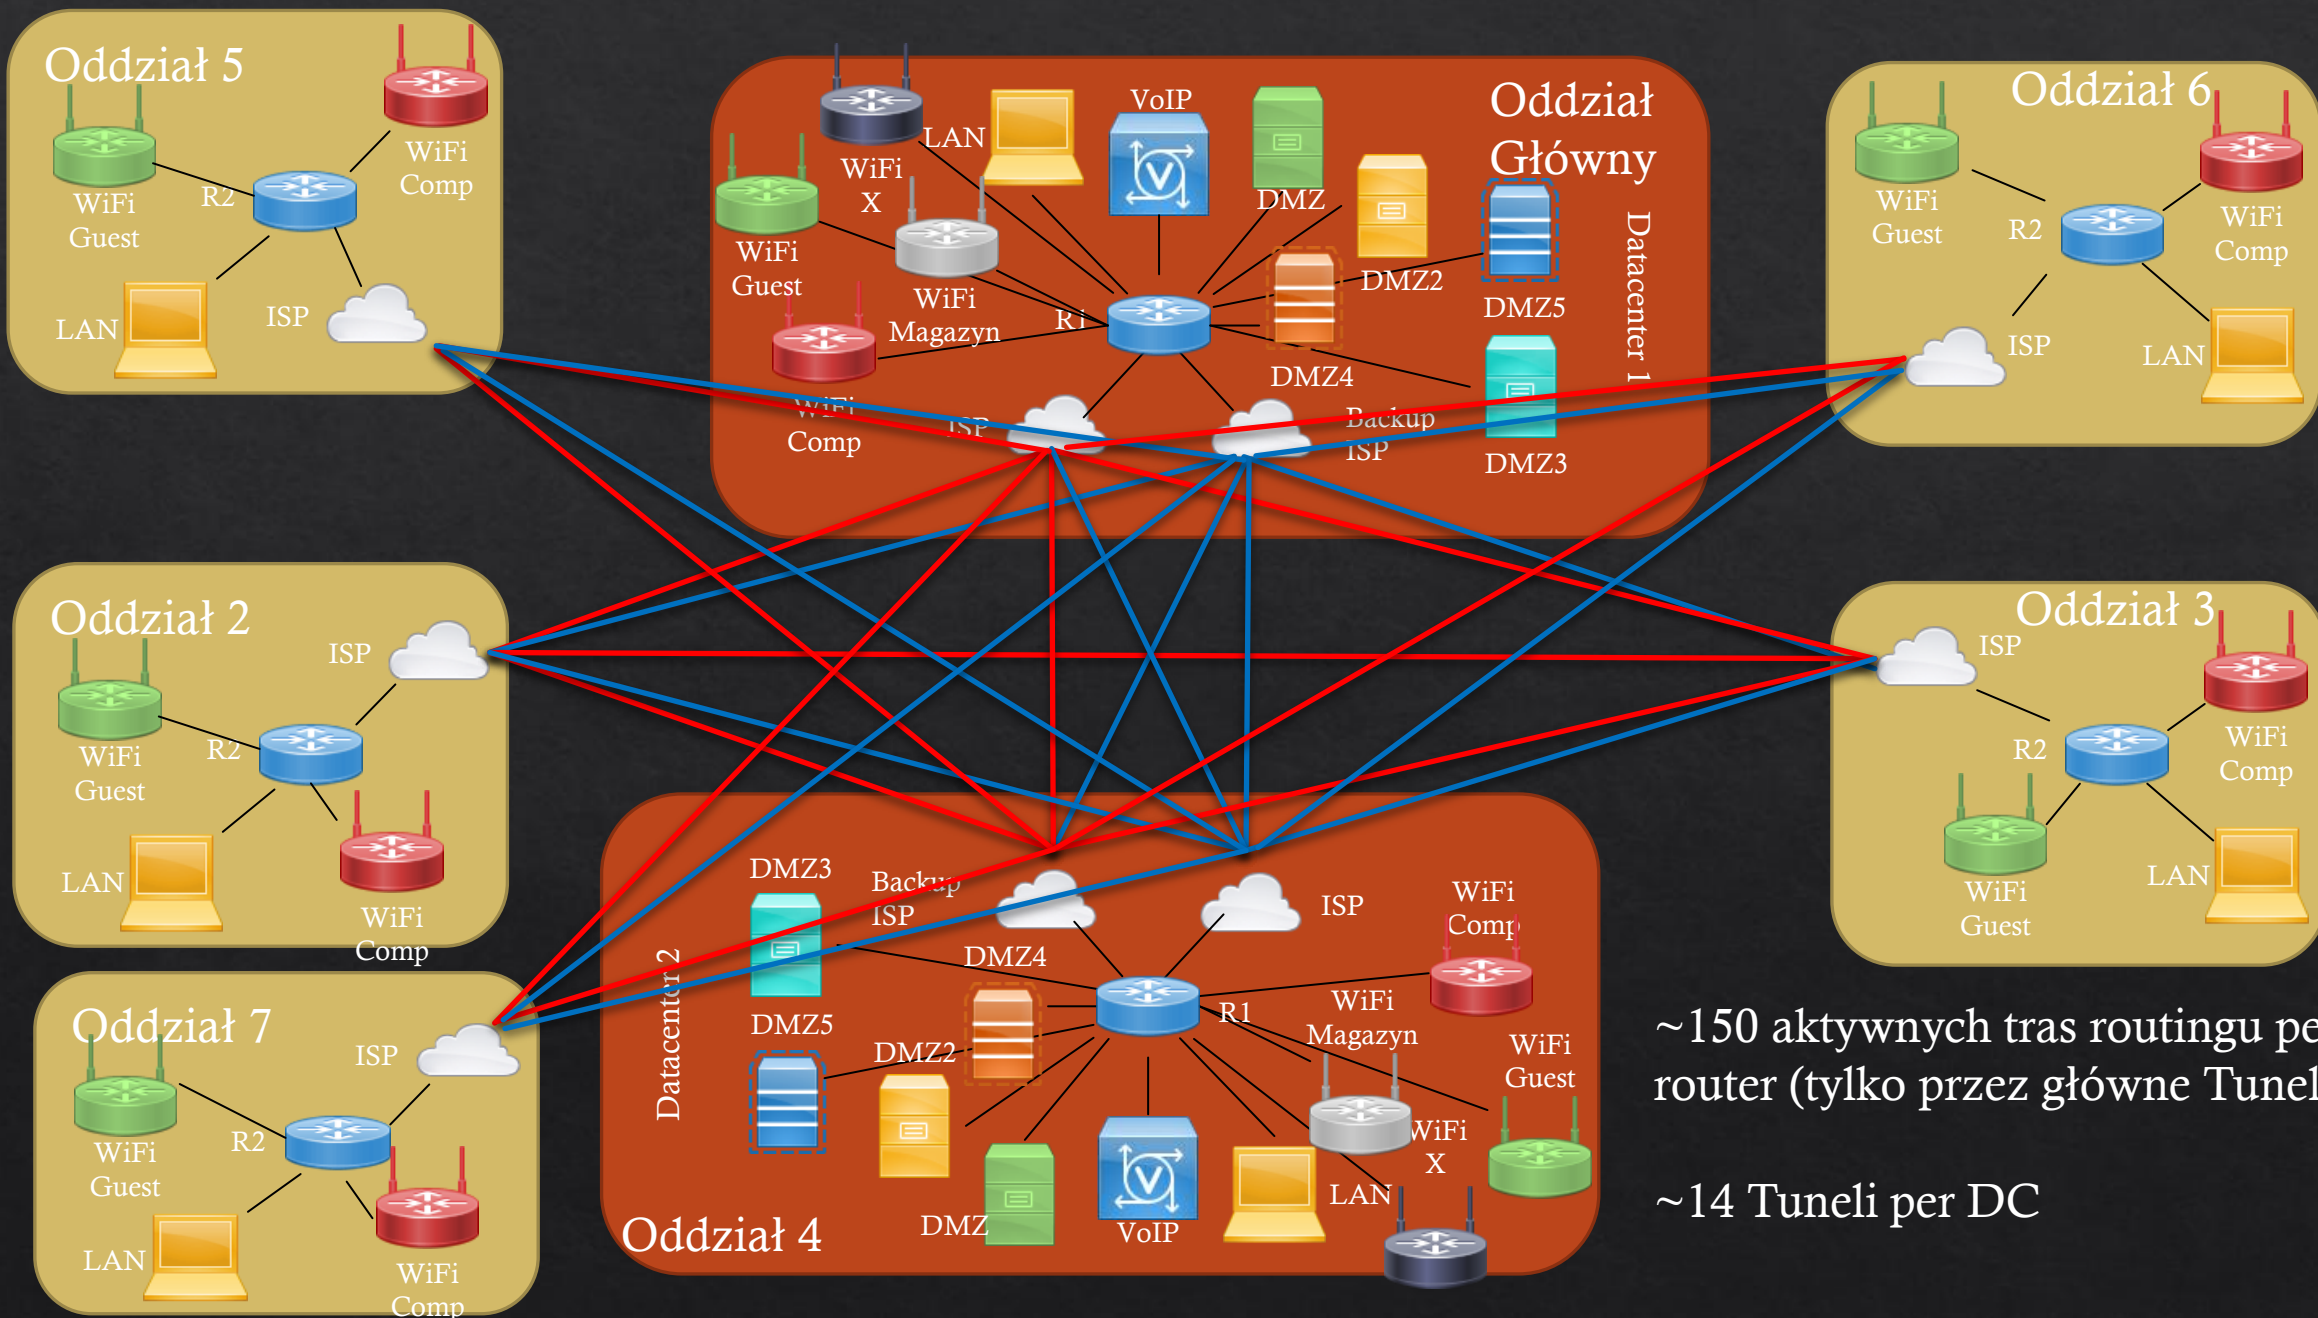 Oddział 5
WiFi
Comp
WiFi
Guest
R2
LAN
ISP
Oddział
Główny
Datacenter 1
WiFi
X
LAN
VoIP
DMZ
DMZ2
DMZ5
WiFi
Guest
WiFi
Magazyn
R1
DMZ4
WiFi
Comp
ISP
Backup
ISP
DMZ3
Oddział 6
WiFi
Guest
R2
WiFi
Comp
ISP
LAN
Oddział 2
ISP
WiFi
Guest
R2
LAN
WiFi
Comp
Oddział 3
ISP
WiFi
Comp
R2
WiFi
Guest
LAN
Oddział 7
ISP
WiFi
Guest
R2
LAN
WiFi
Comp
DMZ3
Backup
ISP
ISP
WiFi
Comp
Datacenter 2
DMZ4
DMZ5
DMZ2
R1
WiFi
Magazyn
WiFi
Guest
WiFi
X
DMZ
VoIP
LAN
Oddział 4
~150 aktywnych tras routingu pe
router (tylko przez główne Tunel
~14 Tuneli per DC